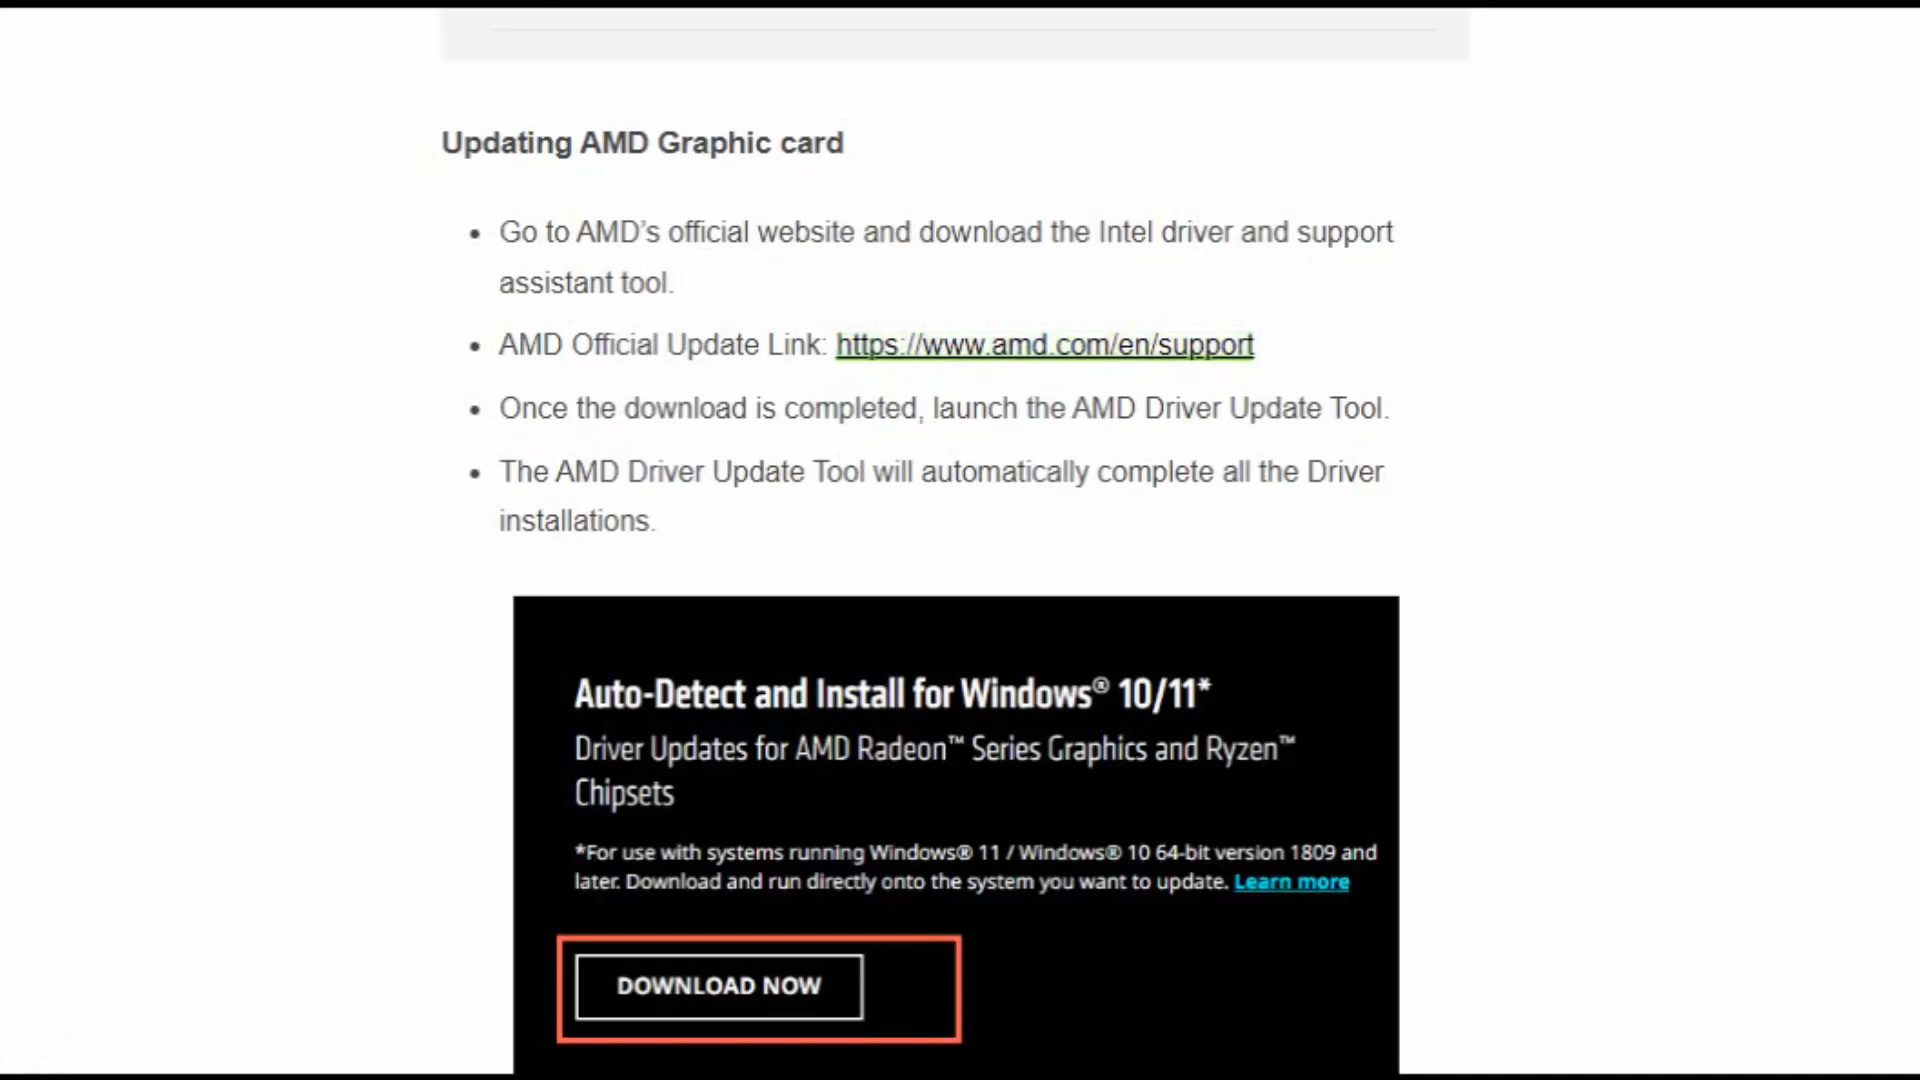 Updating AMD Graphic card
• Go to AMD’s official website and download the Intel driver and support
assistant tool.
• AMD Official Update Link: https://www.amd.com/en/support
• Once the download is completed, launch the AMD Driver Update Tool.
• The AMD Driver Update Tool will automatically complete all the Driver
installations.
Auto-Detect and Install for Windows® 10/11*
Driver Updates for AMD Radeon™ Series Graphics and Ryzen™
Chipsets
*For use with systems running Windows® 11 / Windows® 10 64-bit version 1809 and
later. Download and run directly onto the system you want to update. Learn more
DOWNLOAD NOW